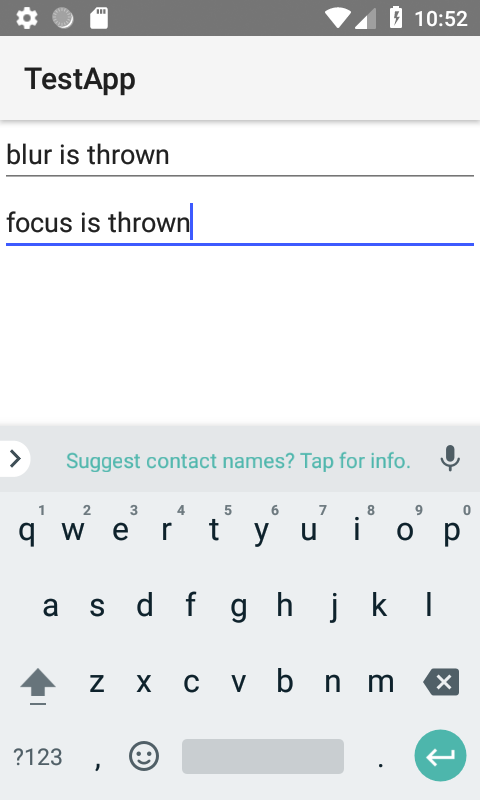 10:52
TestApp
blur is thrown
focus is thrown
Suggest contact names? Tap for info.
1 2 3 4 5 6 7 8 9 0
q w e r t y u i o p
a s d f g h j k l
z x c v b n m
?123 , .